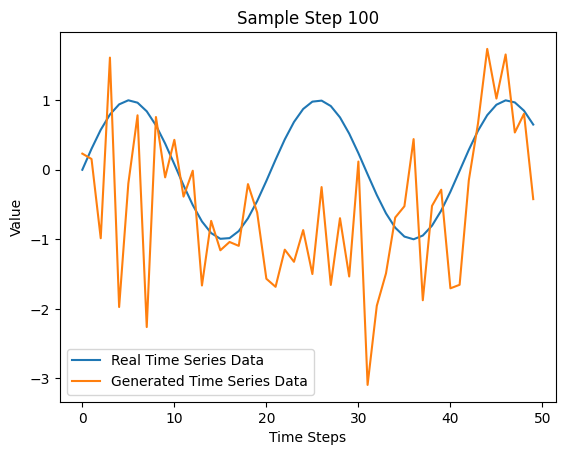 Sample Step 100
Value
1
0
−1
−2
−3
Real Time Series Data
Generated Time Series Data
0
10
20
30
40
50
Time Steps